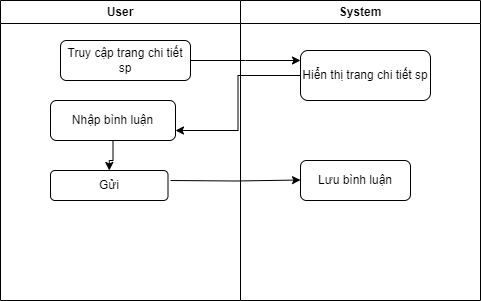 User
System
Truy cập trang chi tiết
sp
Hiển thị trang chi tiết sp
Nhập bình luận
Gửi
Lưu bình luận